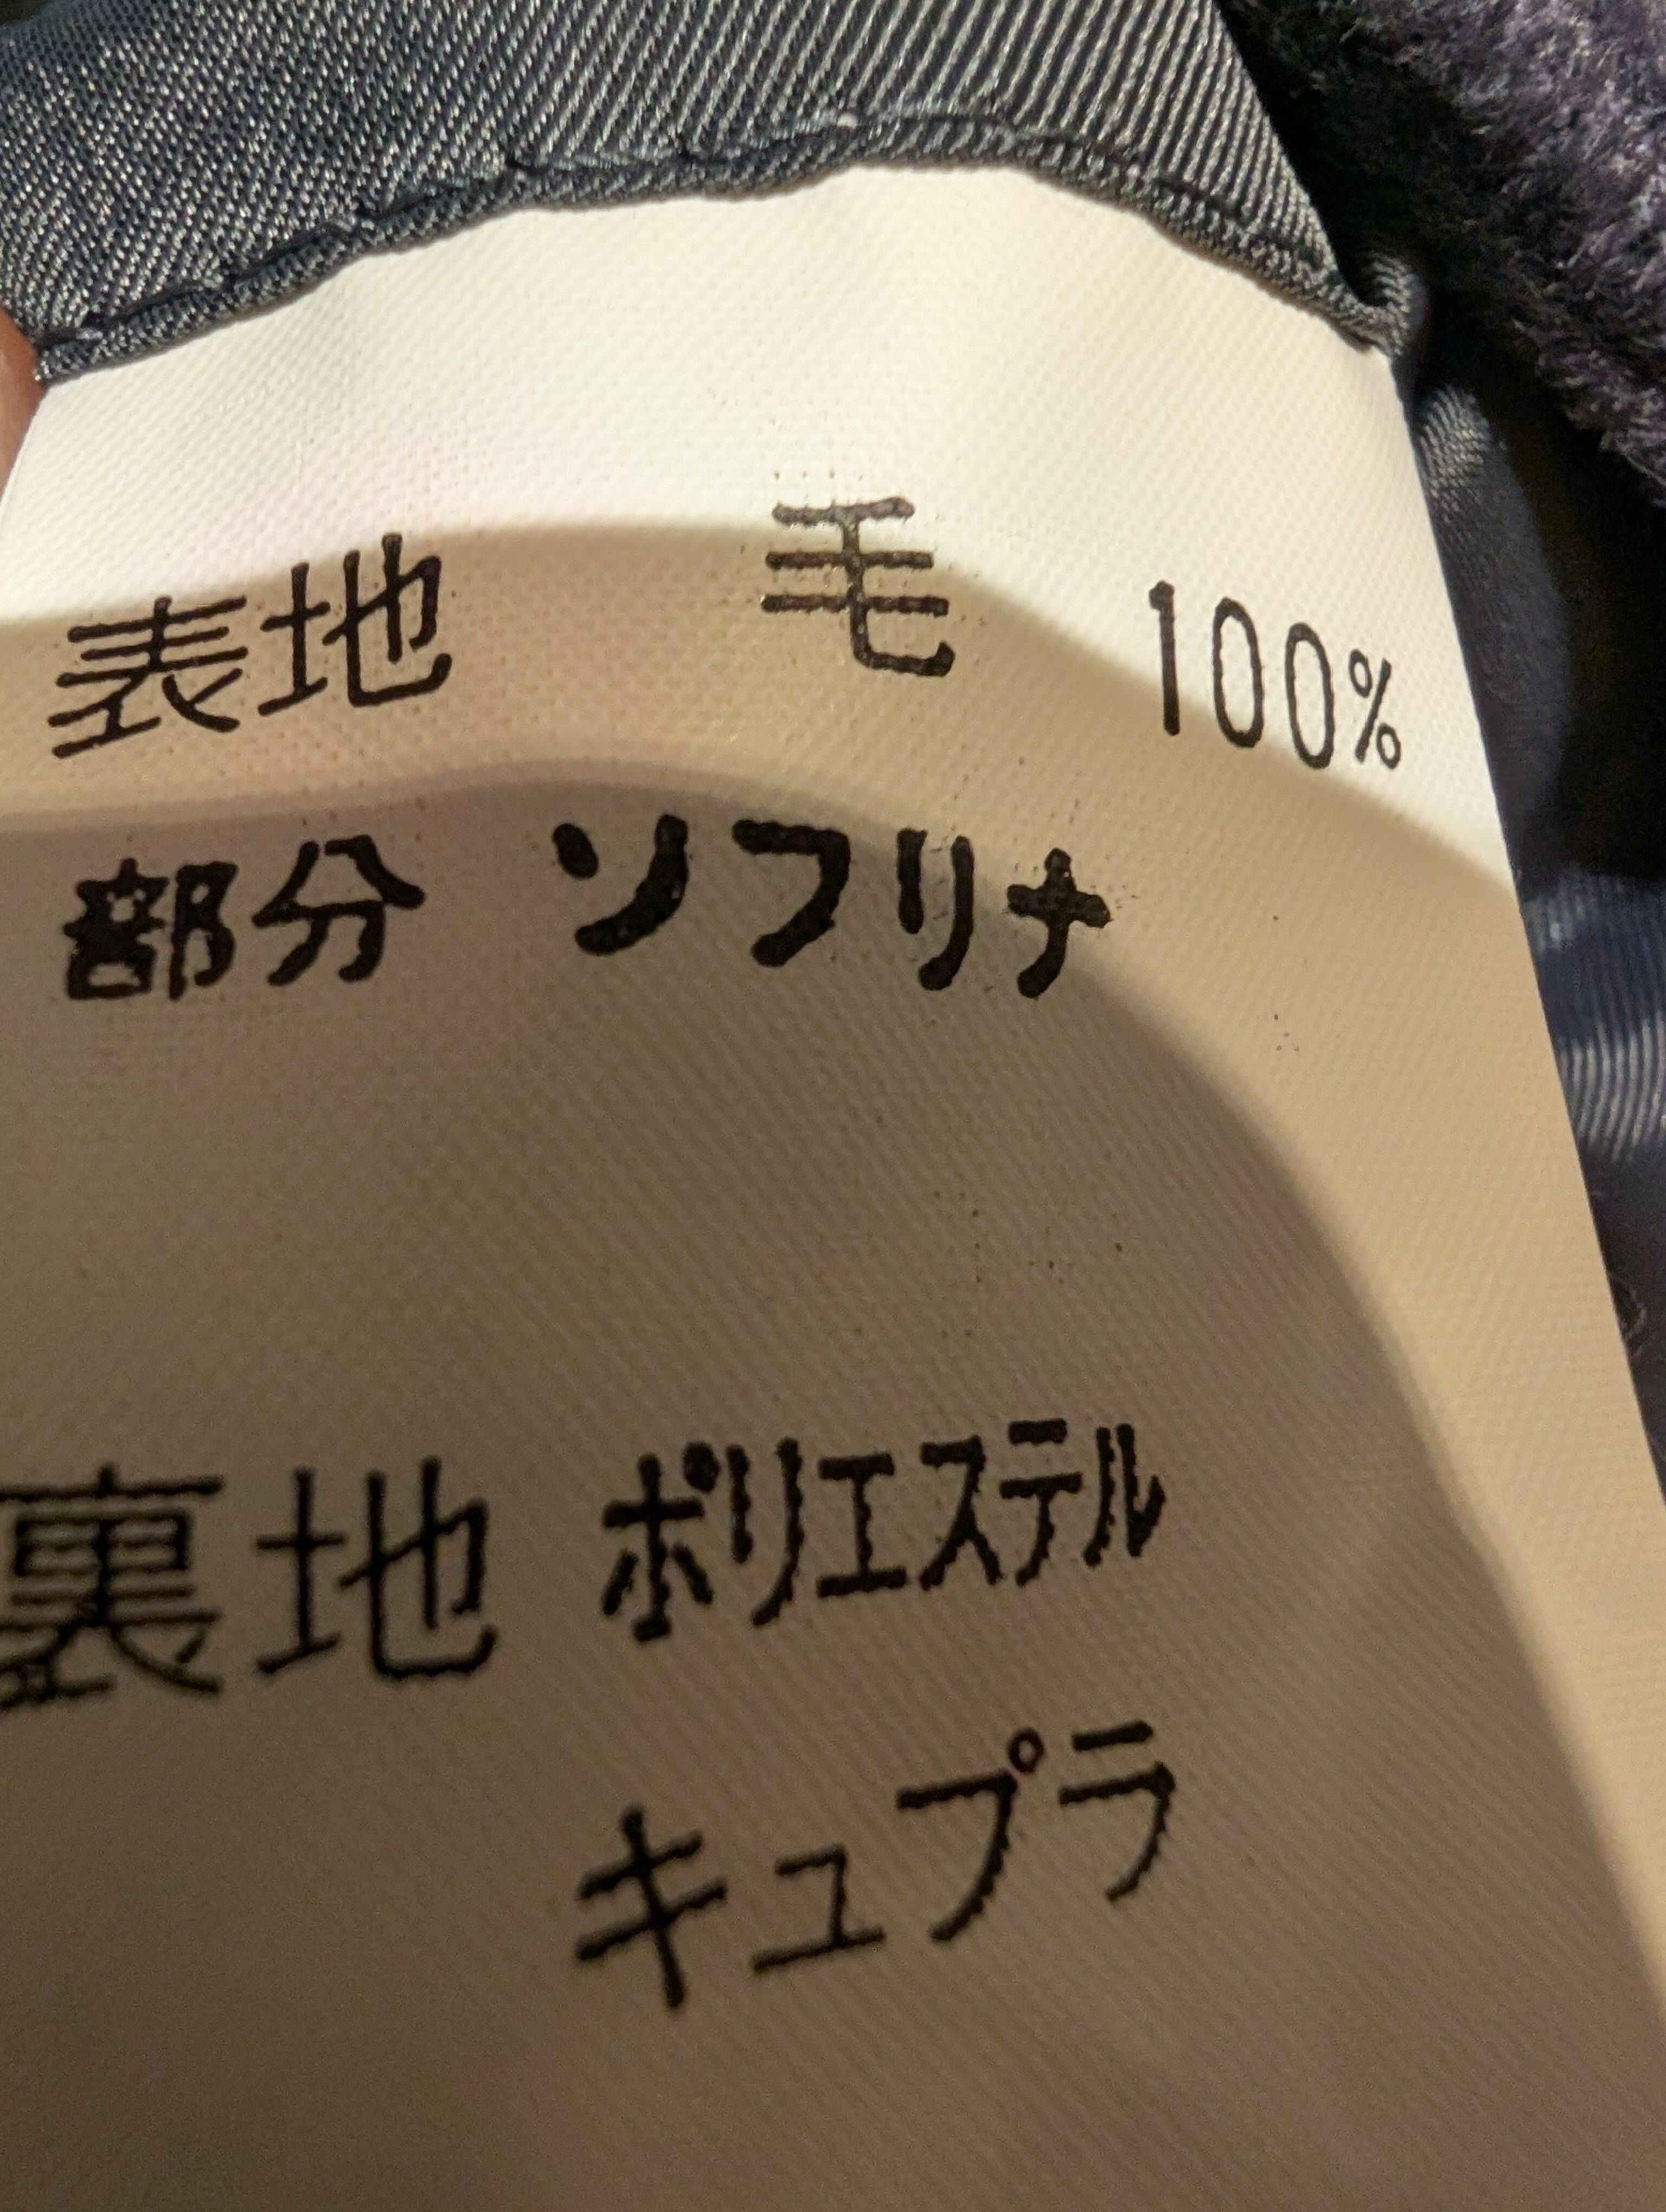 表地 毛 100%
部分 ソフリナ
裏地 ポリエステル
キュプラ